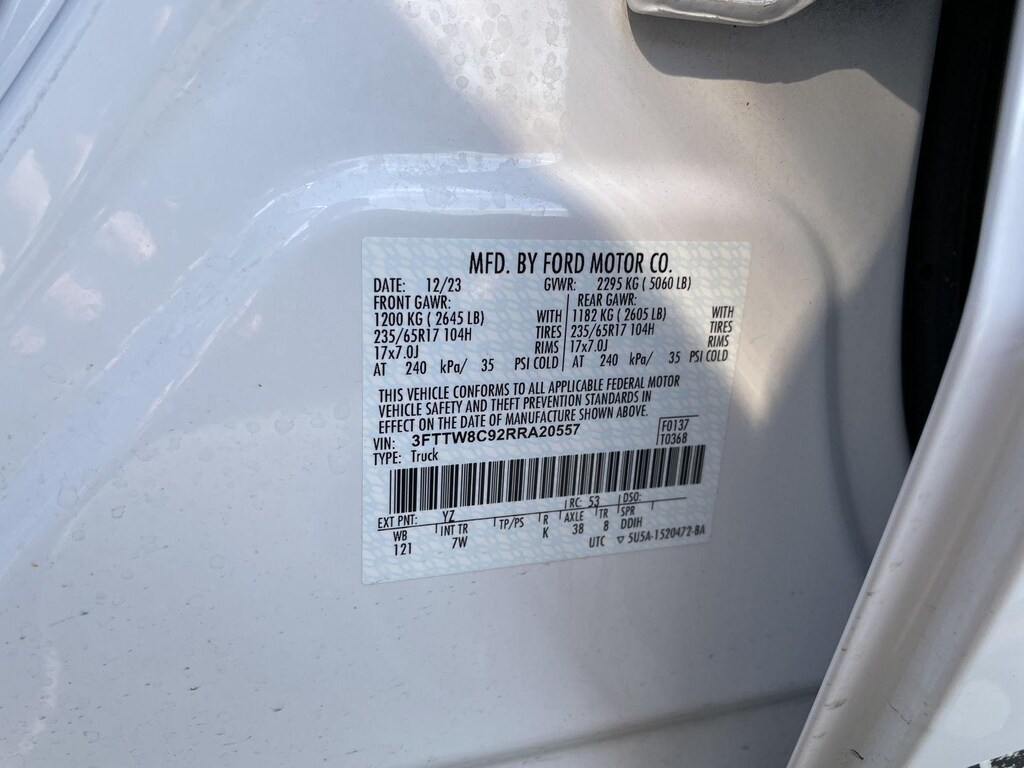 MFD. BY FORD MOTOR CO.
DATE: 12/23 GVWR: 2295 KG ( 5060 LB)
FRONT GAWR: REAR GAWR:
1200 KG ( 2645 LB) WITH 1182 KG ( 2605 LB) WITH
235/65R17 104H TIRES 235/65R17 104H TIRES
17x7.0J RIMS 17x7.0J RIMS
AT 240 kPa/ 35 PSI COLD AT 240 kPa/ 35 PSI COLD
THIS VEHICLE CONFORMS TO ALL APPLICABLE FEDERAL MOTOR
VEHICLE SAFETY AND THEFT PREVENTION STANDARDS IN
EFFECT ON THE DATE OF MANUFACTURE SHOWN ABOVE.
VIN: 3FTTW8C92RRA20557 F0137
TYPE: Truck T0368
EXT PNT: YZ RC: 53 DSO:
WB INT TR TP/PS R AXLE TR SPR
121 7W K 38 8 DDIH
UTC ▽ 5U5A-1520472-BA